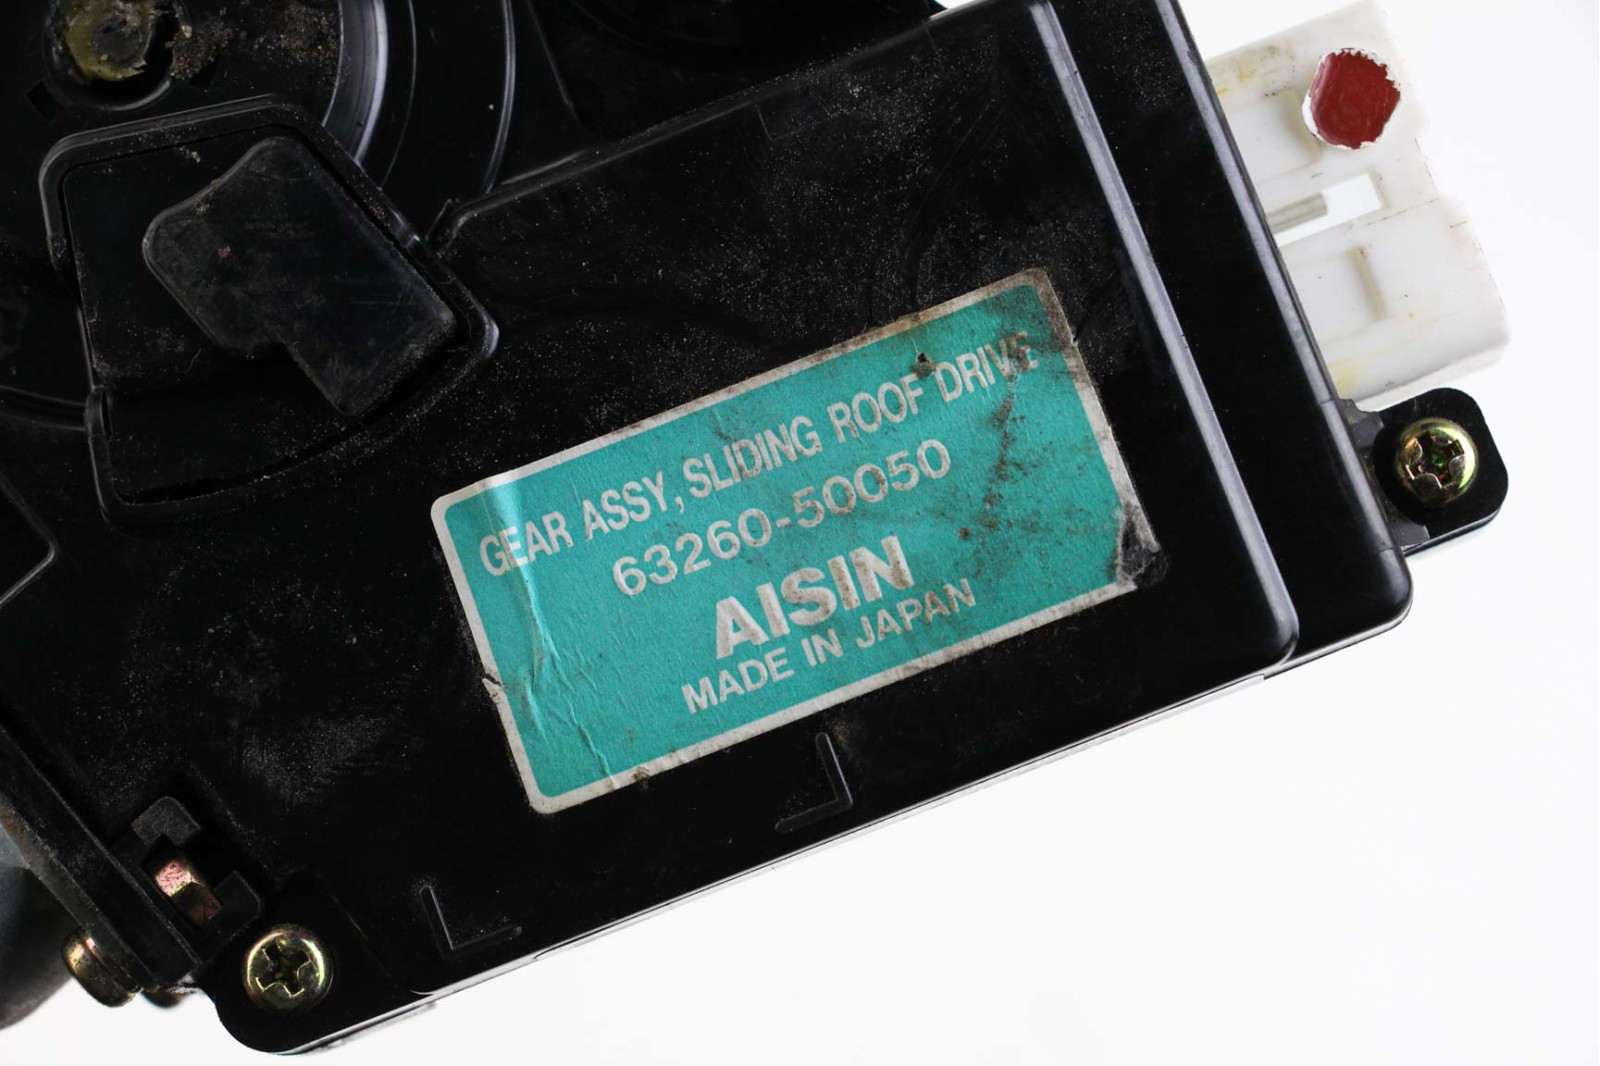 GEAR ASSY, SLIDING ROOF DRIVE
63260-50050
AISIN
MADE IN JAPAN